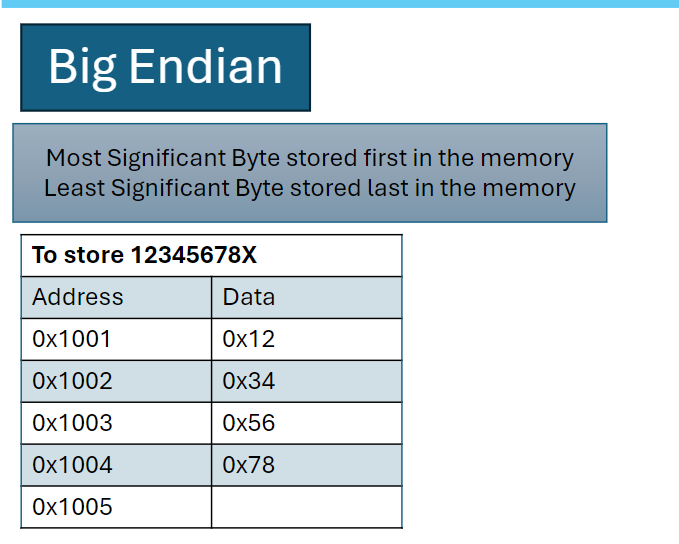 Big Endian
Most Significant Byte stored first in the memory
Least Significant Byte stored last in the memory
To store 12345678X
Address Data
0x1001 0x12
0x1002 0x34
0x1003 0x56
0x1004 0x78
0x1005